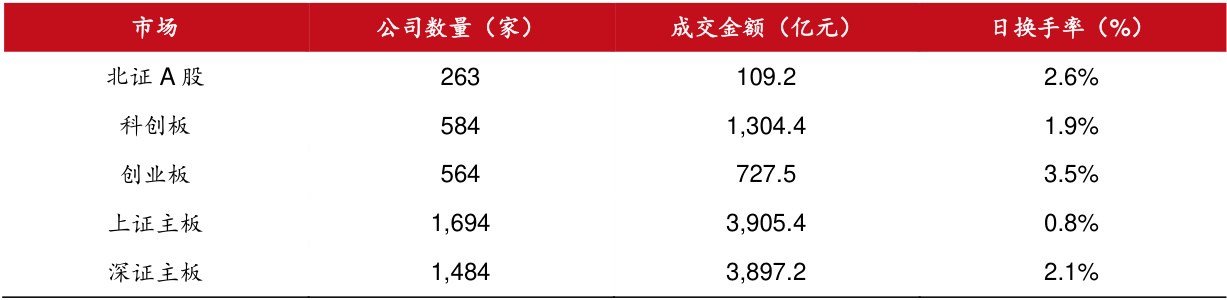 市场 公司数量（家） 成交金额（亿元） 日换手率（%）
北证 A 股 263 109.2 2.6%
科创板 584 1,304.4 1.9%
创业板 564 727.5 3.5%
上证主板 1,694 3,905.4 0.8%
深证主板 1,484 3,897.2 2.1%